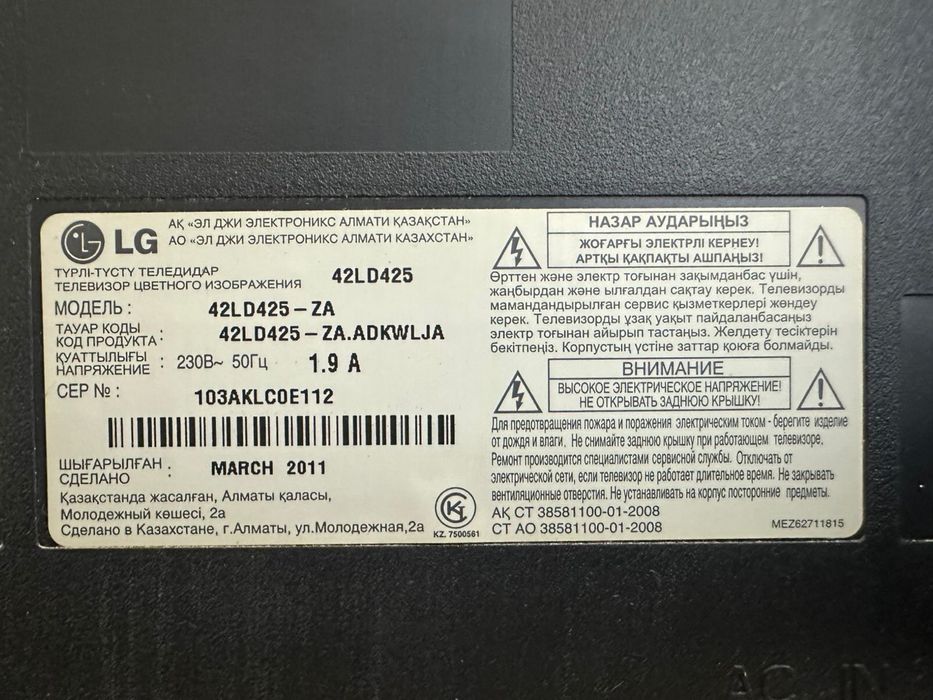 LG
АҚ «ЭЛ ДЖИ ЭЛЕКТРОНИКС АЛМАТИ ҚАЗАҚСТАН»
АО «ЭЛ ДЖИ ЭЛЕКТРОНИКС АЛМАТИ КАЗАХСТАН»
ТҮРЛІ-ТҮСТҮ ТЕЛЕДИДАР
ТЕЛЕВИЗОР ЦВЕТНОГО ИЗОБРАЖЕНИЯ 42LD425
МОДЕЛЬ : 42LD425-ZA
ТАУАР КОДЫ
КОД ПРОДУКТА : 42LD425-ZA.ADKWLJA
ҚУАТТЫЛЫҒЫ
НАПРЯЖЕНИЕ : 230В~ 50Гц 1.9 А
СЕР № : 103AKLC0E112
ШЫҒАРЫЛҒАН
СДЕЛАНО : MARCH 2011
Қазақстанда жасалған, Алматы қаласы,
Молодежный көшесі, 2а
Сделано в Казахстане, г.Алматы, ул.Молодежная,2а
KZ. 7500561
НАЗАР АУДАРЫҢЫЗ
ЖОҒАРҒЫ ЭЛЕКТРЛІ КЕРНЕУ!
АРТҚЫ ҚАҚПАҚТЫ АШПАҢЫЗ!
Өрттен және электр тоғынан зақымданбас үшін,
жаңбырдан және ылғалдан сақтау керек. Телевизорды
мамандандырылған сервис қызметкерлері жөндеу
керек. Телевизорды ұзақ уақыт пайдаланбасаңыз
электр тоғынан айырып тастаңыз. Желдету тесіктерін
бекітпеңіз. Корпустың үстіне заттар қоюға болмайды.
ВНИМАНИЕ
ВЫСОКОЕ ЭЛЕКТРИЧЕСКОЕ НАПРЯЖЕНИЕ!
НЕ ОТКРЫВАТЬ ЗАДНЮЮ КРЫШКУ!
Для предотвращения пожара и поражения электрическим током - берегите изделие
от дождя и влаги. Не снимайте заднюю крышку при работающем телевизоре.
Ремонт производится специалистами сервисной службы. Отключать от
электрической сети, если телевизор не работает длительное время. Не закрывать
вентиляционные отверстия. Не устанавливать на корпус посторонние предметы.
АҚ СТ 38581100-01-2008
СТ АО 38581100-01-2008
MEZ62711815
AC IN